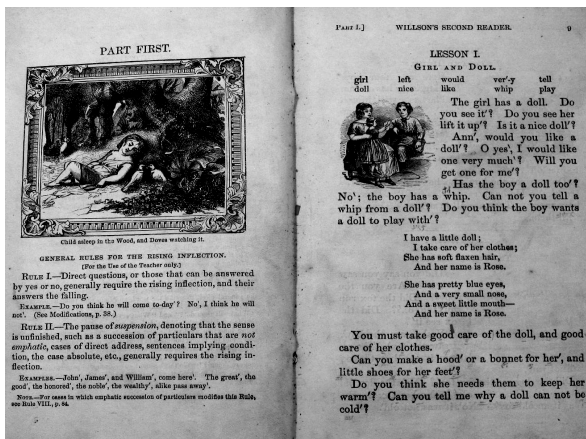 PART FIRST.
Child asleep in the Wood, and Doves watching it.
GENERAL RULES FOR THE RISING INFLECTION.
[For the Use of the Teacher only.]
RULE I.—Direct questions, or those that can be answered
by yes or no, generally require the rising inflection, and their
answers the falling.
EXAMPLE.—Do you think he will come to-day'? No', I think he will
not'. (See Modifications, p. 38.)
RULE II.—The pause of suspension, denoting that the sense
is unfinished, such as a succession of particulars that are not
emphatic, cases of direct address, sentences implying condi-
tion, the case absolute, etc., generally requires the rising in-
flection.
EXAMPLES.—John', James', and William', come here'. The great', the
good', the honored', the noble', the wealthy', alike pass away'.
NOTE.—For cases in which emphatic succession of particulars modifies this Rule,
see Rule VIII., p. 64.
PART I.] WILLSON'S SECOND READER. 9
LESSON I.
GIRL AND DOLL.
girl left would ver'-y tell
doll nice like whip play
The girl has a doll. Do
you see it'? Do you see her
lift it up'? Is it a nice doll'?
Ann', would you like a
doll'? O yes', I would like
one very much'? Will you
get one for me'?
Has the boy a doll too'?
No'; the boy has a whip. Can not you tell a
whip from a doll'? Do you think the boy wants
a doll to play with'?
I have a little doll;
I take care of her clothes;
She has soft flaxen hair,
And her name is Rose.
She has pretty blue eyes,
And a very small nose,
And a sweet little mouth—
And her name is Rose.
You must take good care of the doll, and good
care of her clothes.
Can you make a hood' or a bonnet for her', and
little shoes for her feet'?
Do you think she needs them to keep her
warm'? Can you tell me why a doll can not be
cold'?